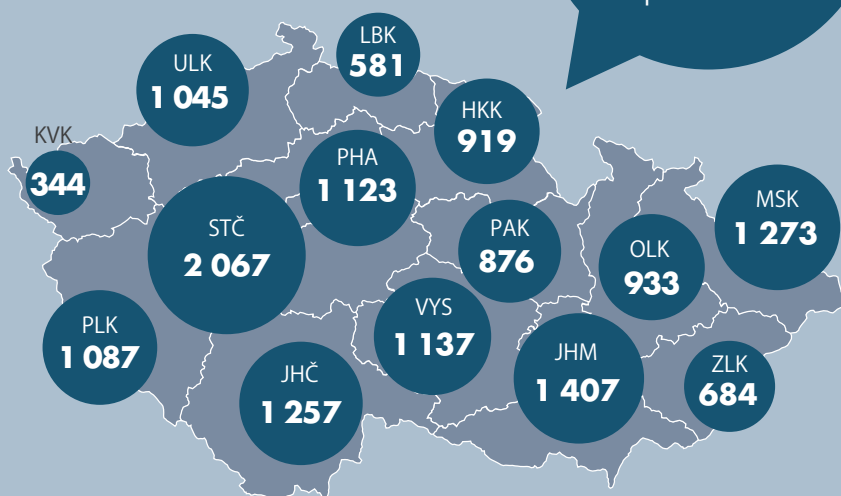 LBK
581
ULK
1 045
HKK
919
KVK
344
PHA
1 123
MSK
1 273
STČ
2 067
PAK
876
OLK
933
VYS
1 137
PLK
1 087
JHM
1 407
ZLK
684
JHČ
1 257